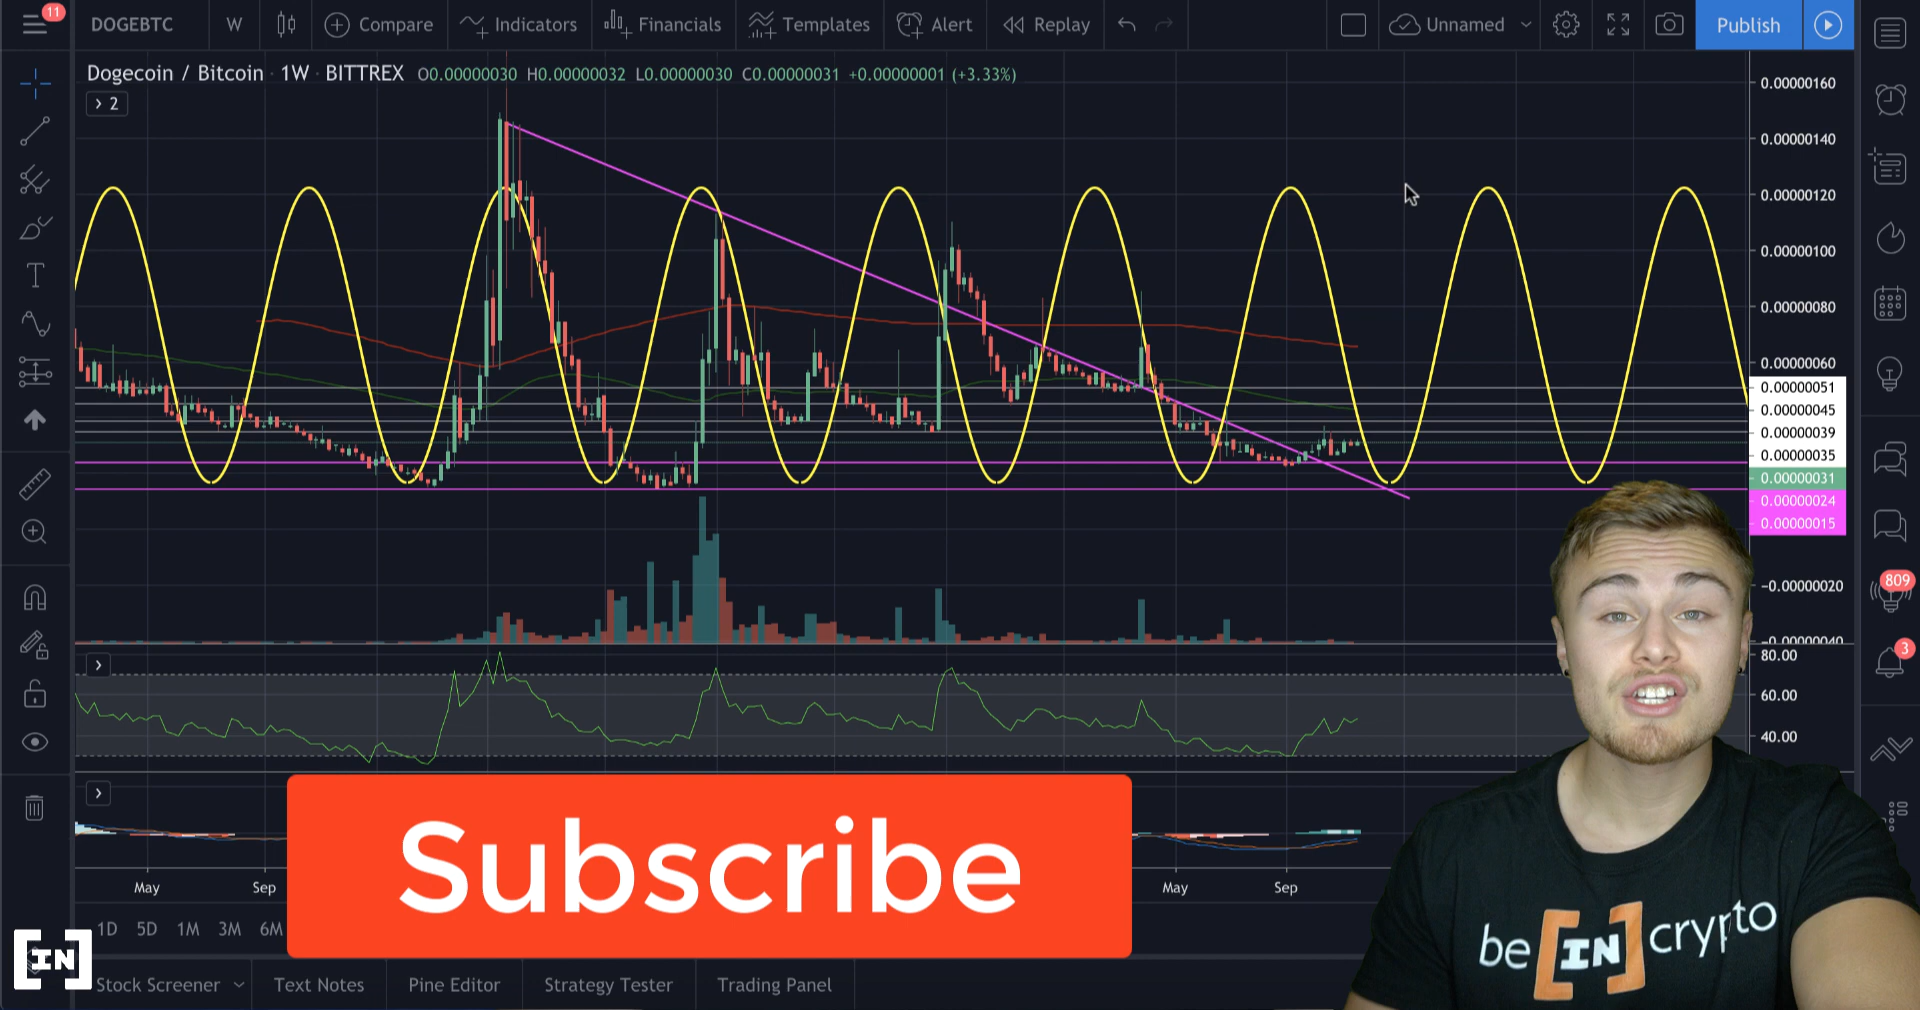 11
DOGEBTC W Compare Indicators Financials Templates Alert Replay Unnamed Publish
Dogecoin / Bitcoin · 1W · BITTREX O0.00000030 H0.00000032 L0.00000030 C0.00000031 +0.00000001 (+3.33%)
> 2
0.00000160
0.00000140
0.00000120
0.00000100
0.00000080
0.00000060
0.00000051
0.00000045
0.00000039
0.00000035
0.00000031
0.00000024
0.00000015
−0.00000020
−0.00000040
80.00
60.00
40.00
809
3
Subscribe
May Sep May Sep
1D 5D 1M 3M 6M
[IN]
be [IN] crypto
Stock Screener Text Notes Pine Editor Strategy Tester Trading Panel